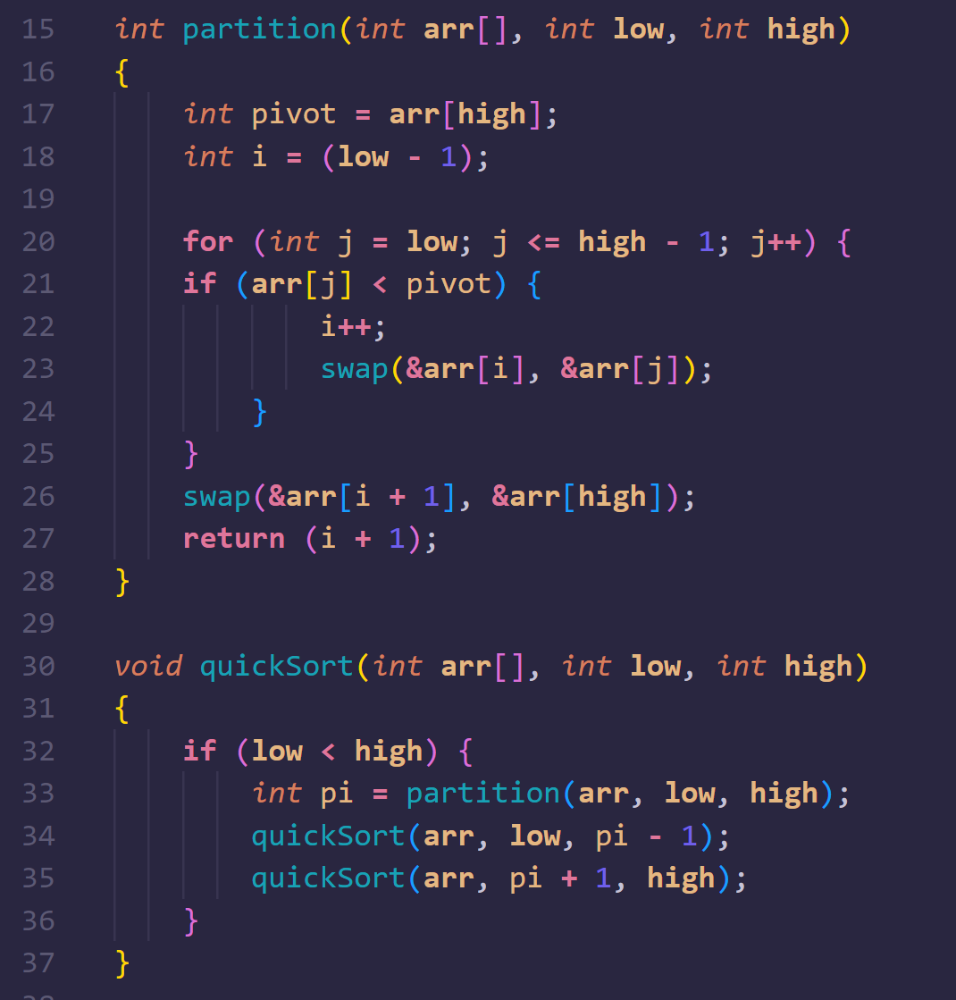 15 int partition(int arr[], int low, int high)
16 {
17     int pivot = arr[high];
18     int i = (low - 1);
19
20     for (int j = low; j <= high - 1; j++) {
21     if (arr[j] < pivot) {
22             i++;
23             swap(&arr[i], &arr[j]);
24         }
25     }
26     swap(&arr[i + 1], &arr[high]);
27     return (i + 1);
28 }
29
30 void quickSort(int arr[], int low, int high)
31 {
32     if (low < high) {
33         int pi = partition(arr, low, high);
34         quickSort(arr, low, pi - 1);
35         quickSort(arr, pi + 1, high);
36     }
37 }